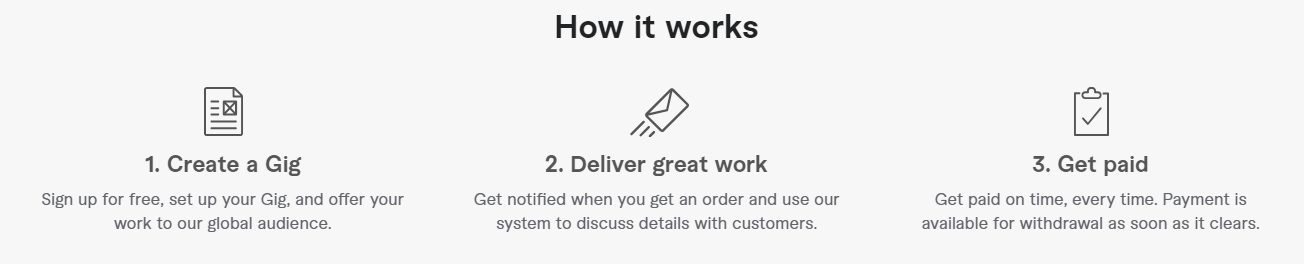 How it works
1. Create a Gig
Sign up for free, set up your Gig, and offer your
work to our global audience.
2. Deliver great work
Get notified when you get an order and use our
system to discuss details with customers.
3. Get paid
Get paid on time, every time. Payment is
available for withdrawal as soon as it clears.